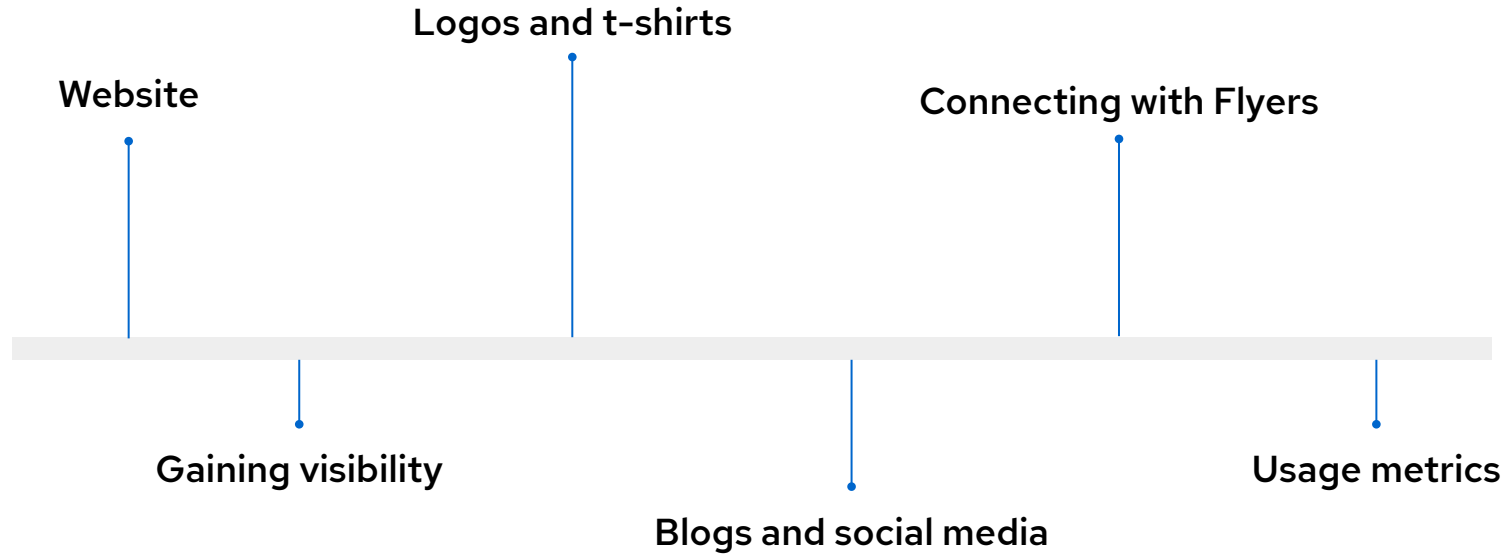 Logos and t-shirts
Website
Connecting with Flyers
Gaining visibility
Usage metrics
Blogs and social media